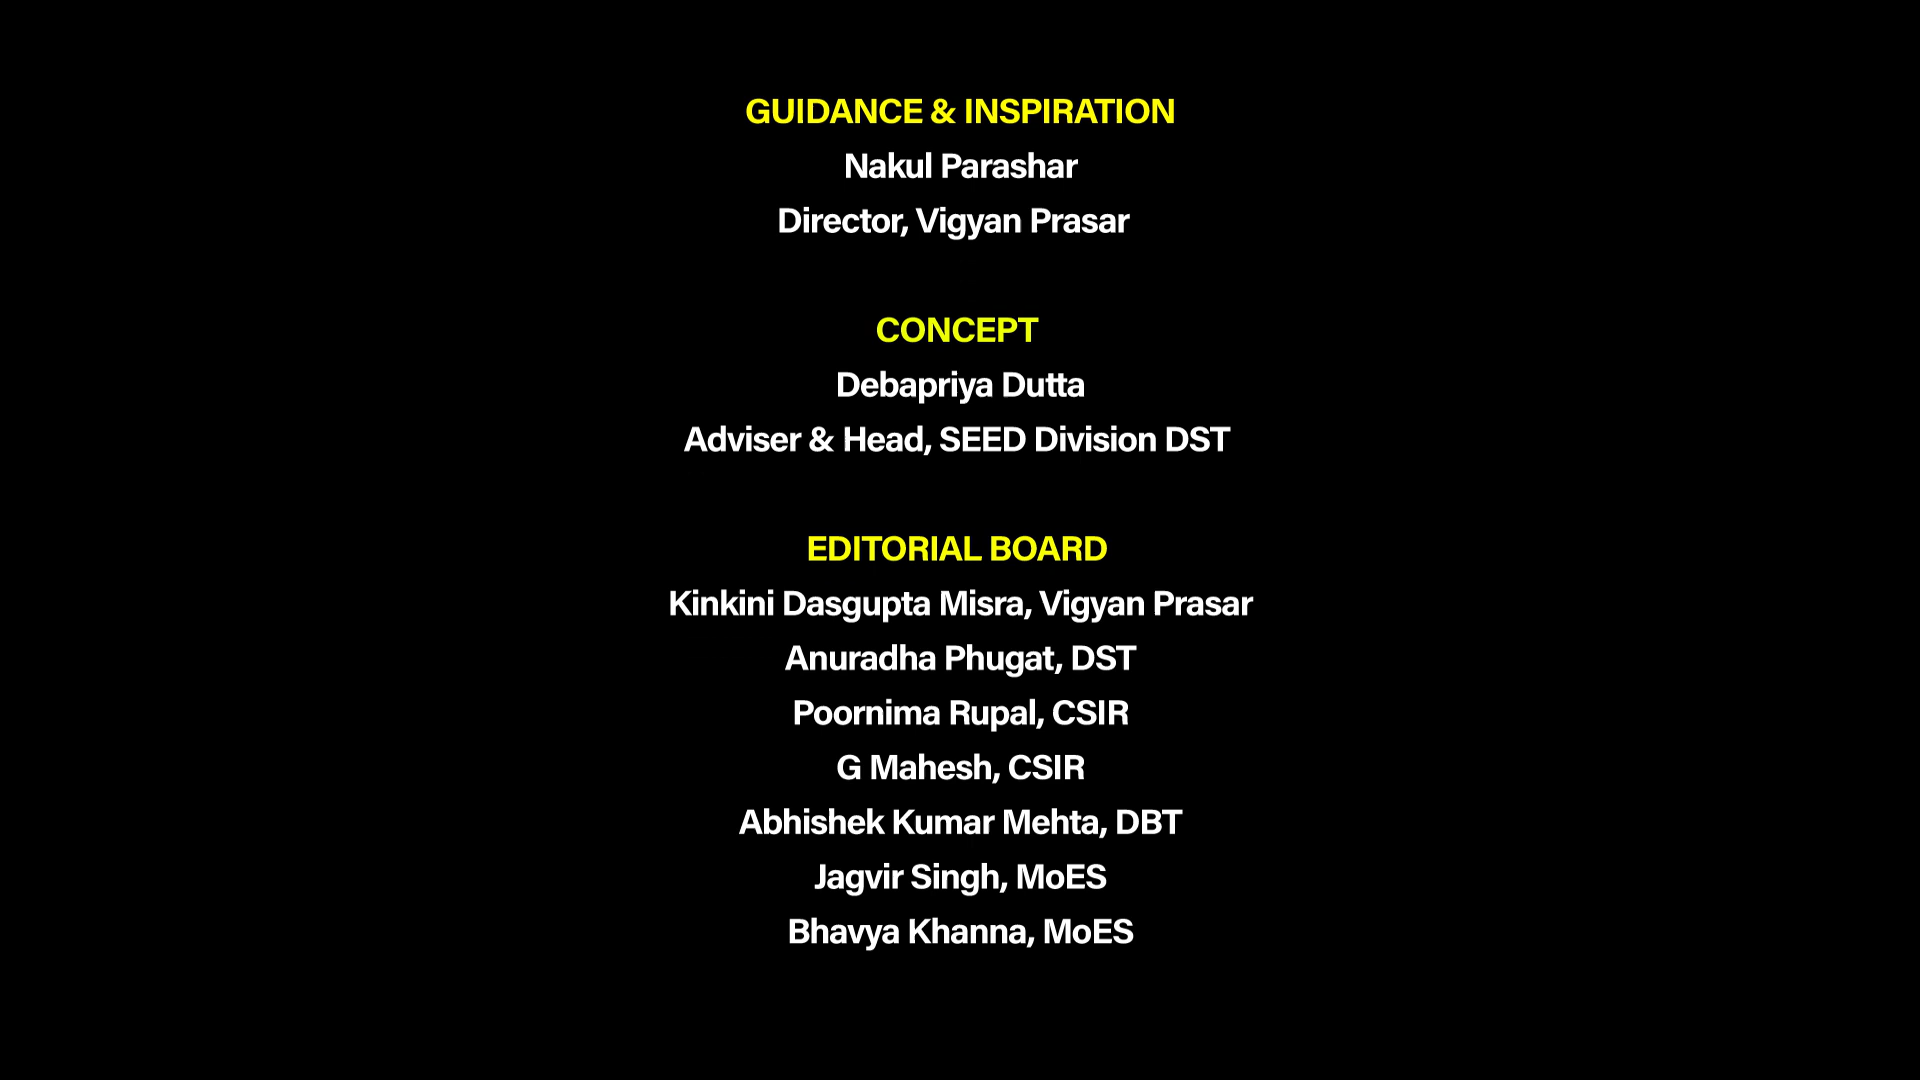 GUIDANCE & INSPIRATION
Nakul Parashar
Director, Vigyan Prasar
CONCEPT
Debapriya Dutta
Adviser & Head, SEED Division DST
EDITORIAL BOARD
Kinkini Dasgupta Misra, Vigyan Prasar
Anuradha Phugat, DST
Poornima Rupal, CSIR
G Mahesh, CSIR
Abhishek Kumar Mehta, DBT
Jagvir Singh, MoES
Bhavya Khanna, MoES